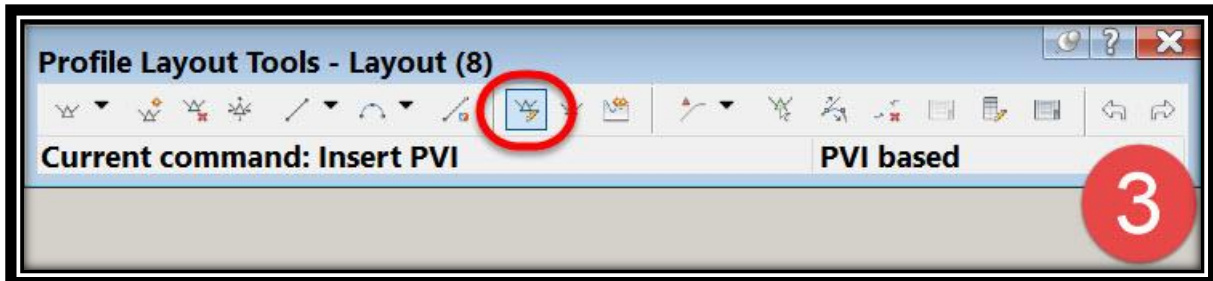 Profile Layout Tools - Layout (8)
?
Current command: Insert PVI PVI based
3